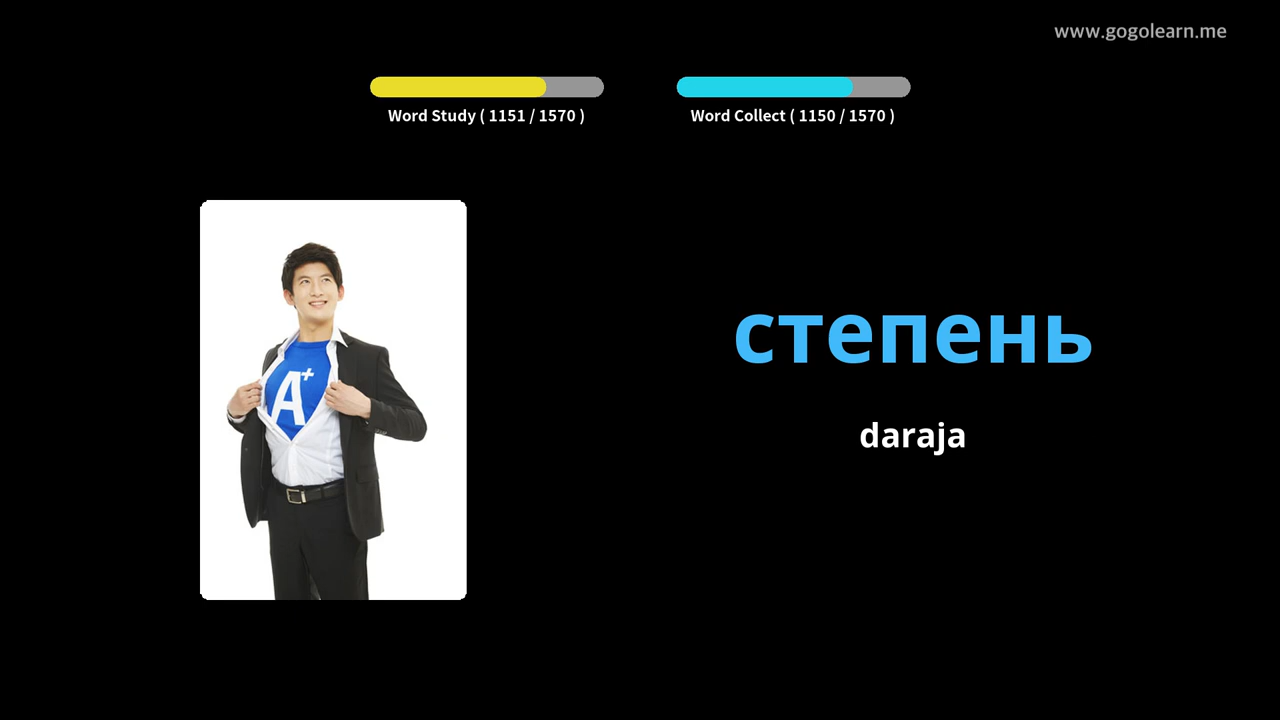 www.gogolearn.me
Word Study ( 1151 / 1570 )
Word Collect ( 1150 / 1570 )
A+
степень
daraja